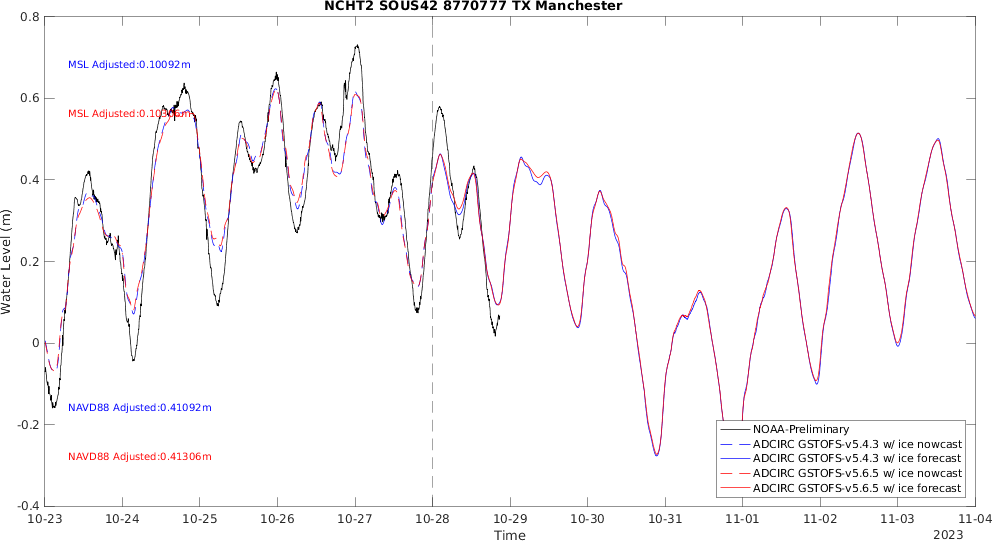 NCHT2 SOUS42 8770777 TX Manchester
0.8
0.6
0.4
0.2
0
-0.2
-0.4
Water Level (m)
MSL Adjusted:0.10092m
MSL Adjusted:0.10306m
NAVD88 Adjusted:0.41092m
NAVD88 Adjusted:0.41306m
NOAA-Preliminary
ADCIRC GSTOFS-v5.4.3 w/ ice nowcast
ADCIRC GSTOFS-v5.4.3 w/ ice forecast
ADCIRC GSTOFS-v5.6.5 w/ ice nowcast
ADCIRC GSTOFS-v5.6.5 w/ ice forecast
10-23 10-24 10-25 10-26 10-27 10-28 10-29 10-30 10-31 11-01 11-02 11-03 11-04
Time
2023